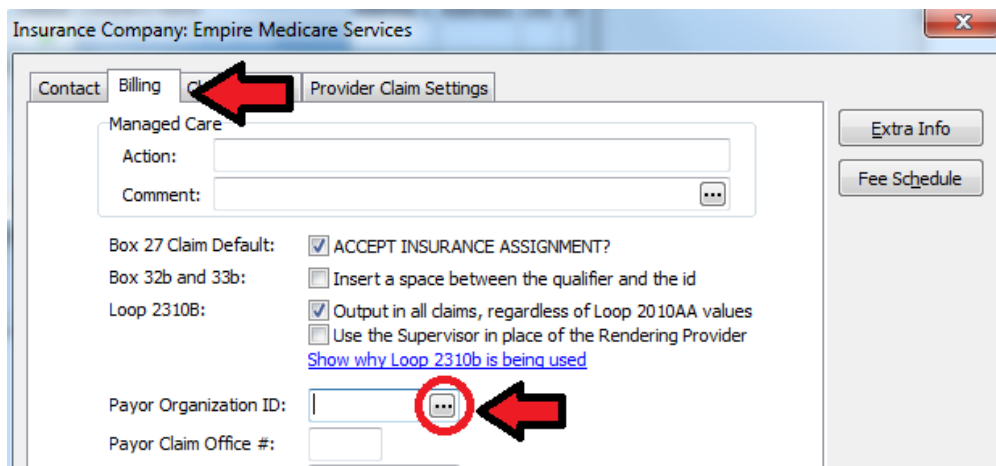 Insurance Company: Empire Medicare Services
Contact Billing Provider Claim Settings
Managed Care
Action:
Comment: ...
Extra Info
Fee Schedule
Box 27 Claim Default: ACCEPT INSURANCE ASSIGNMENT?
Box 32b and 33b: Insert a space between the qualifier and the id
Loop 2310B: Output in all claims, regardless of Loop 2010AA values
Use the Supervisor in place of the Rendering Provider
Show why Loop 2310b is being used
Payor Organization ID: ...
Payor Claim Office #: